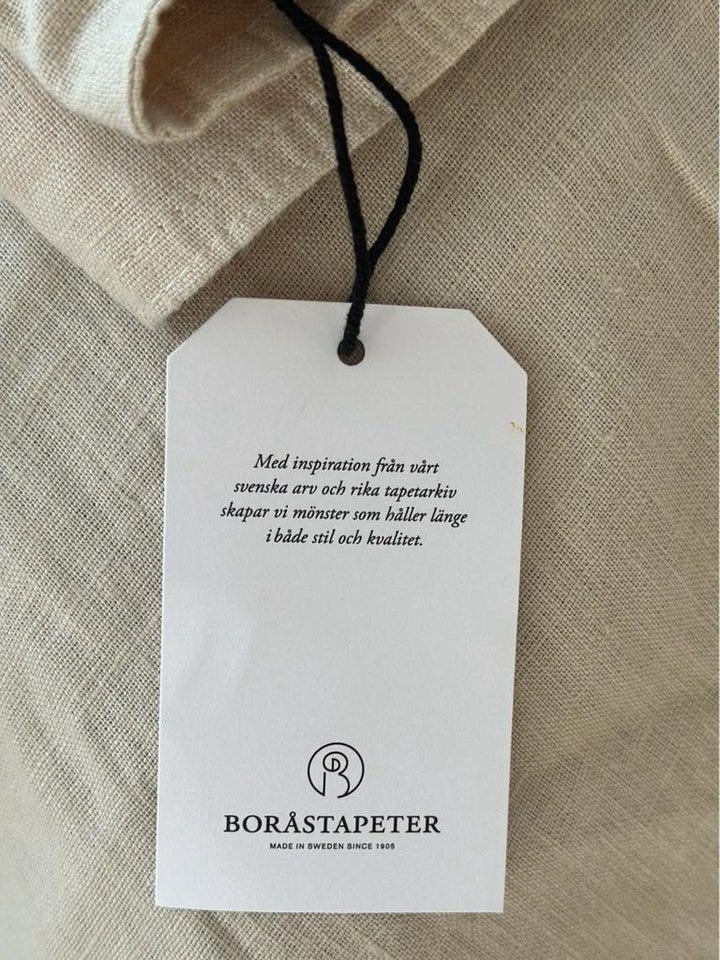 Med inspiration från vårt
svenska arv och rika tapetarkiv
skapar vi mönster som håller länge
i både stil och kvalitet.
B
BORÅSTAPETER
MADE IN SWEDEN SINCE 1905